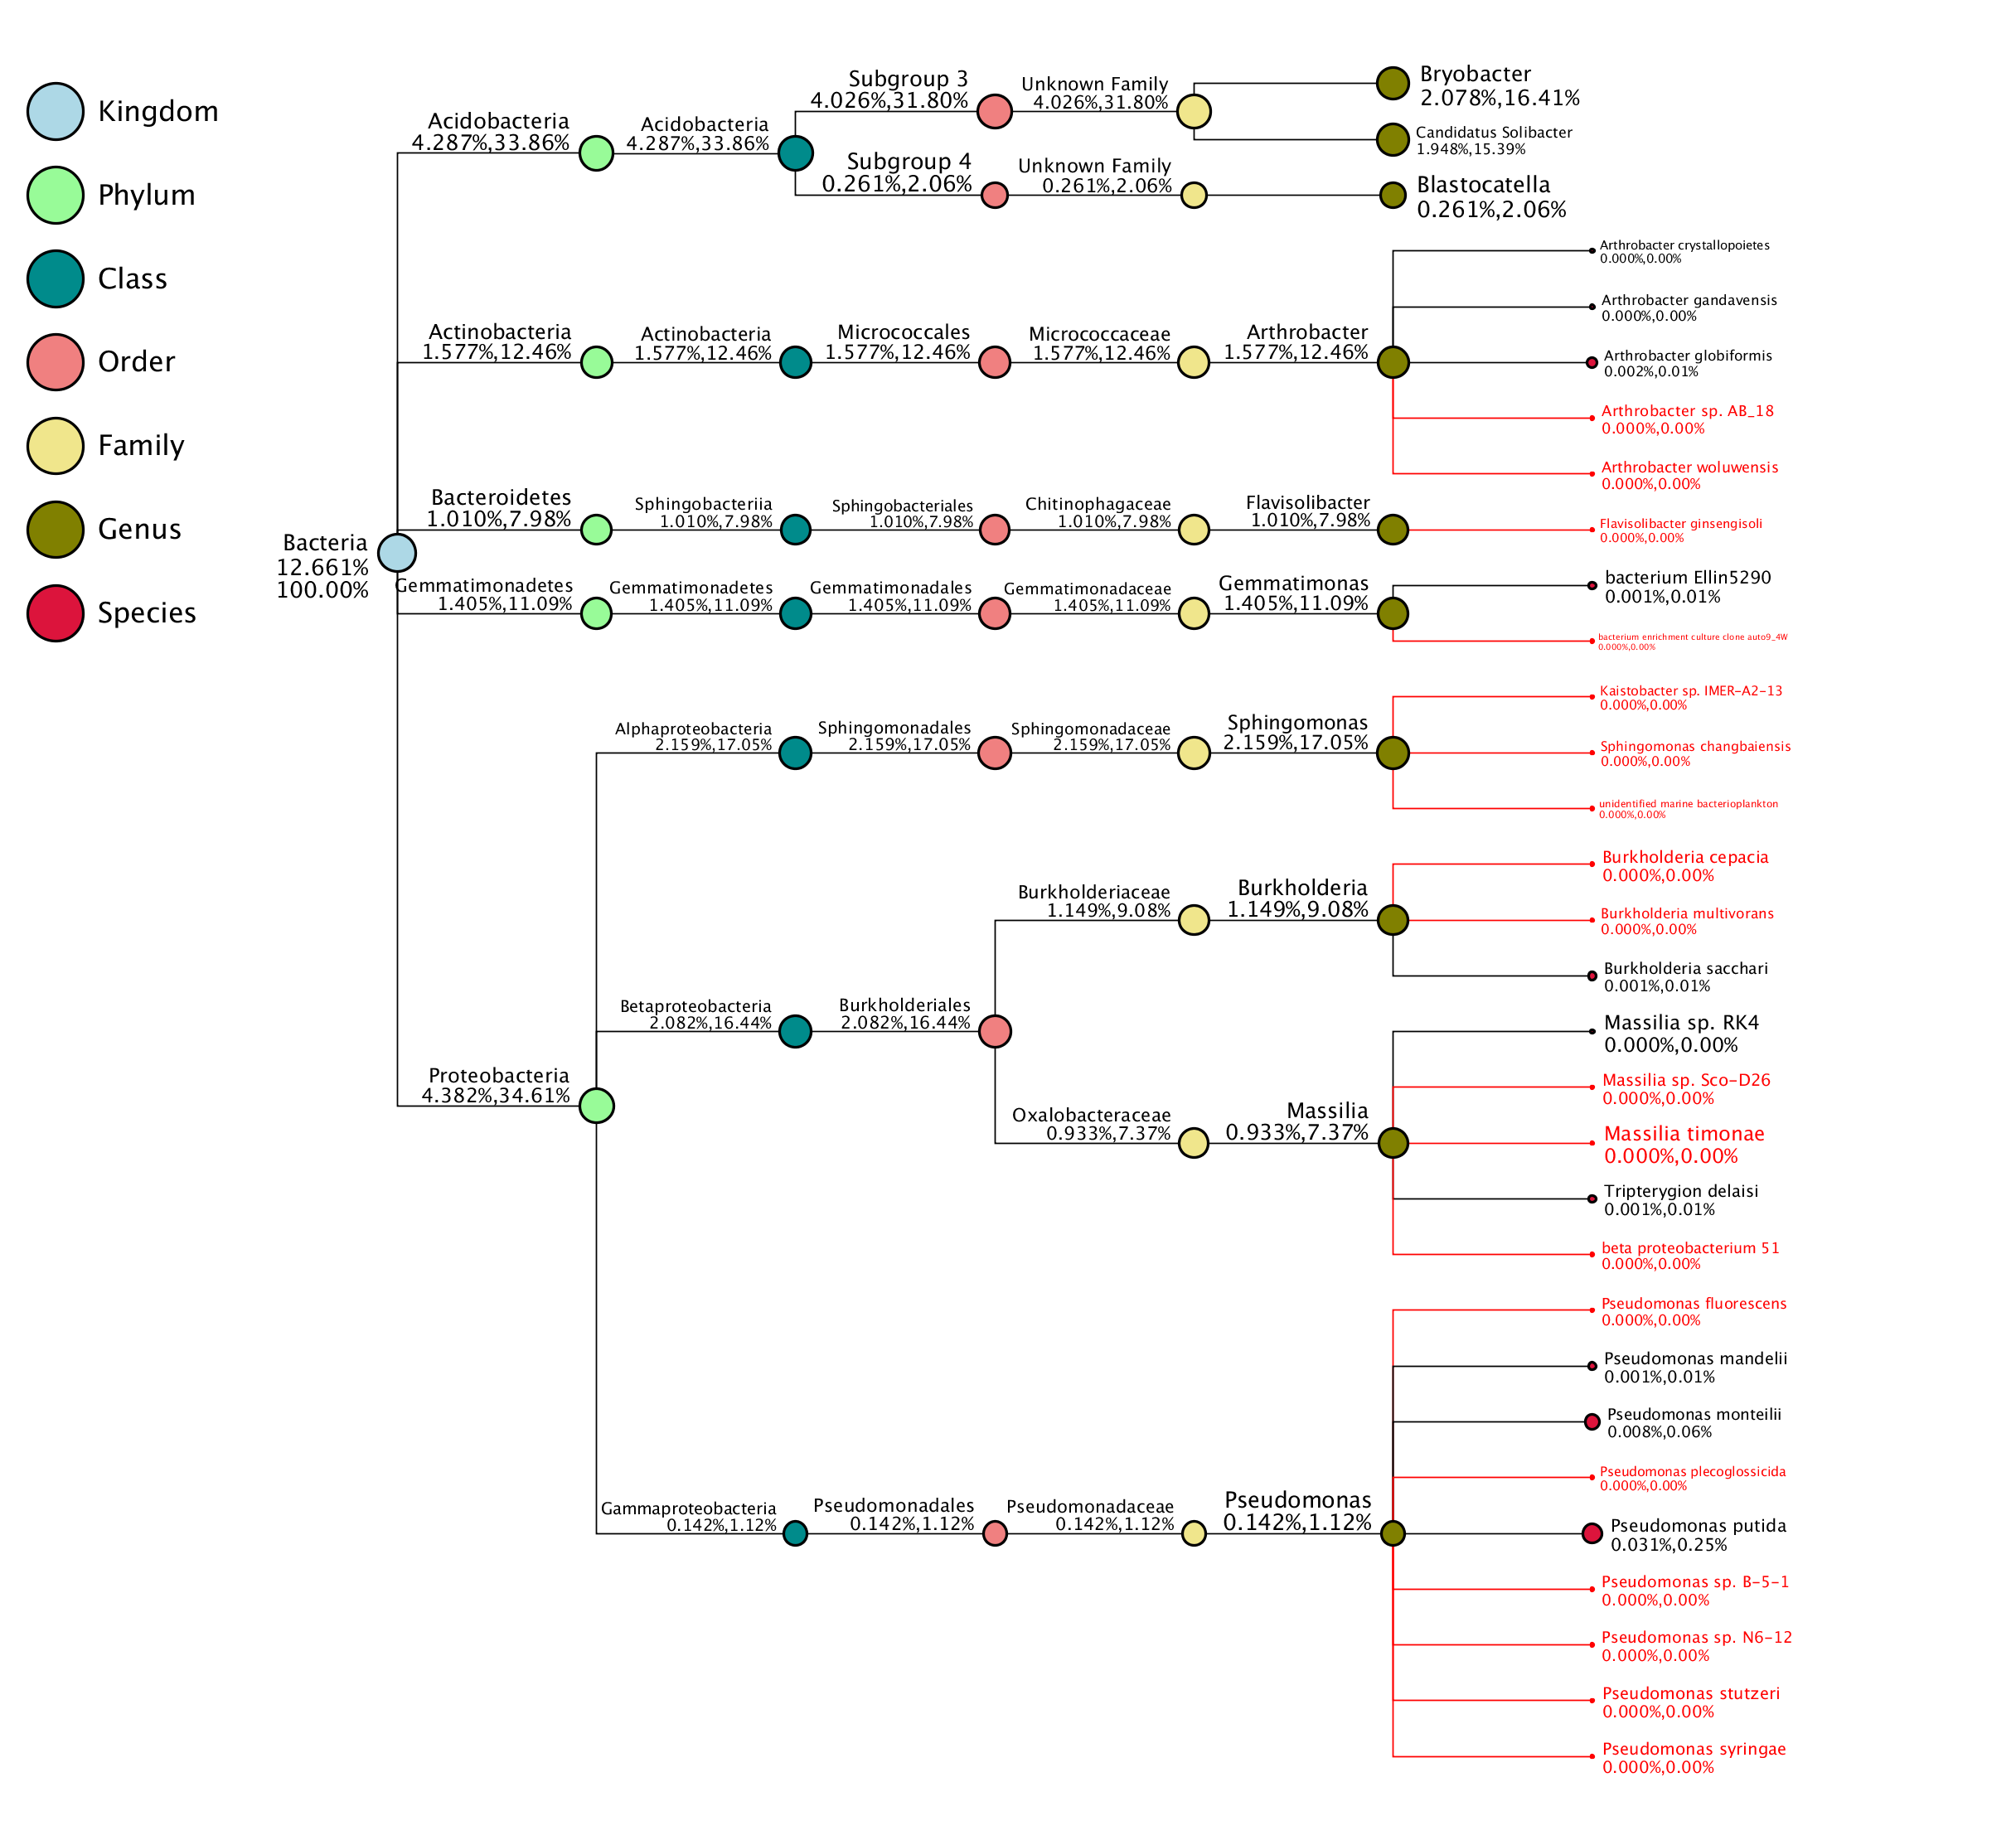 Kingdom
Phylum
Class
Order
Family
Genus
Species
Bacteria
12.661%
100.00%
Acidobacteria
4.287%,33.86%
Acidobacteria
4.287%,33.86%
Subgroup 3
4.026%,31.80%
Unknown Family
4.026%,31.80%
Bryobacter
2.078%,16.41%
Candidatus Solibacter
1.948%,15.39%
Subgroup 4
0.261%,2.06%
Unknown Family
0.261%,2.06%
Blastocatella
0.261%,2.06%
Actinobacteria
1.577%,12.46%
Actinobacteria
1.577%,12.46%
Micrococcales
1.577%,12.46%
Micrococcaceae
1.577%,12.46%
Arthrobacter
1.577%,12.46%
Arthrobacter crystallopoietes
0.000%,0.00%
Arthrobacter gandavensis
0.000%,0.00%
Arthrobacter globiformis
0.002%,0.01%
Arthrobacter sp. AB_18
0.000%,0.00%
Arthrobacter woluwensis
0.000%,0.00%
Bacteroidetes
1.010%,7.98%
Sphingobacteriia
1.010%,7.98%
Sphingobacteriales
1.010%,7.98%
Chitinophagaceae
1.010%,7.98%
Flavisolibacter
1.010%,7.98%
Flavisolibacter ginsengisoli
0.000%,0.00%
Gemmatimonadetes
1.405%,11.09%
Gemmatimonadetes
1.405%,11.09%
Gemmatimonadales
1.405%,11.09%
Gemmatimonadaceae
1.405%,11.09%
Gemmatimonas
1.405%,11.09%
bacterium Ellin5290
0.001%,0.01%
bacterium enrichment culture clone auto9_4W
0.000%,0.00%
Proteobacteria
4.382%,34.61%
Alphaproteobacteria
2.159%,17.05%
Sphingomonadales
2.159%,17.05%
Sphingomonadaceae
2.159%,17.05%
Sphingomonas
2.159%,17.05%
Kaistobacter sp. IMER-A2-13
0.000%,0.00%
Sphingomonas changbaiensis
0.000%,0.00%
unidentified marine bacterioplankton
0.000%,0.00%
Betaproteobacteria
2.082%,16.44%
Burkholderiales
2.082%,16.44%
Burkholderiaceae
1.149%,9.08%
Burkholderia
1.149%,9.08%
Burkholderia cepacia
0.000%,0.00%
Burkholderia multivorans
0.000%,0.00%
Burkholderia sacchari
0.001%,0.01%
Oxalobacteraceae
0.933%,7.37%
Massilia
0.933%,7.37%
Massilia sp. RK4
0.000%,0.00%
Massilia sp. Sco-D26
0.000%,0.00%
Massilia timonae
0.000%,0.00%
Tripterygion delaisi
0.001%,0.01%
beta proteobacterium 51
0.000%,0.00%
Gammaproteobacteria
0.142%,1.12%
Pseudomonadales
0.142%,1.12%
Pseudomonadaceae
0.142%,1.12%
Pseudomonas
0.142%,1.12%
Pseudomonas fluorescens
0.000%,0.00%
Pseudomonas mandelii
0.001%,0.01%
Pseudomonas monteilii
0.008%,0.06%
Pseudomonas plecoglossicida
0.000%,0.00%
Pseudomonas putida
0.031%,0.25%
Pseudomonas sp. B-5-1
0.000%,0.00%
Pseudomonas sp. N6-12
0.000%,0.00%
Pseudomonas stutzeri
0.000%,0.00%
Pseudomonas syringae
0.000%,0.00%